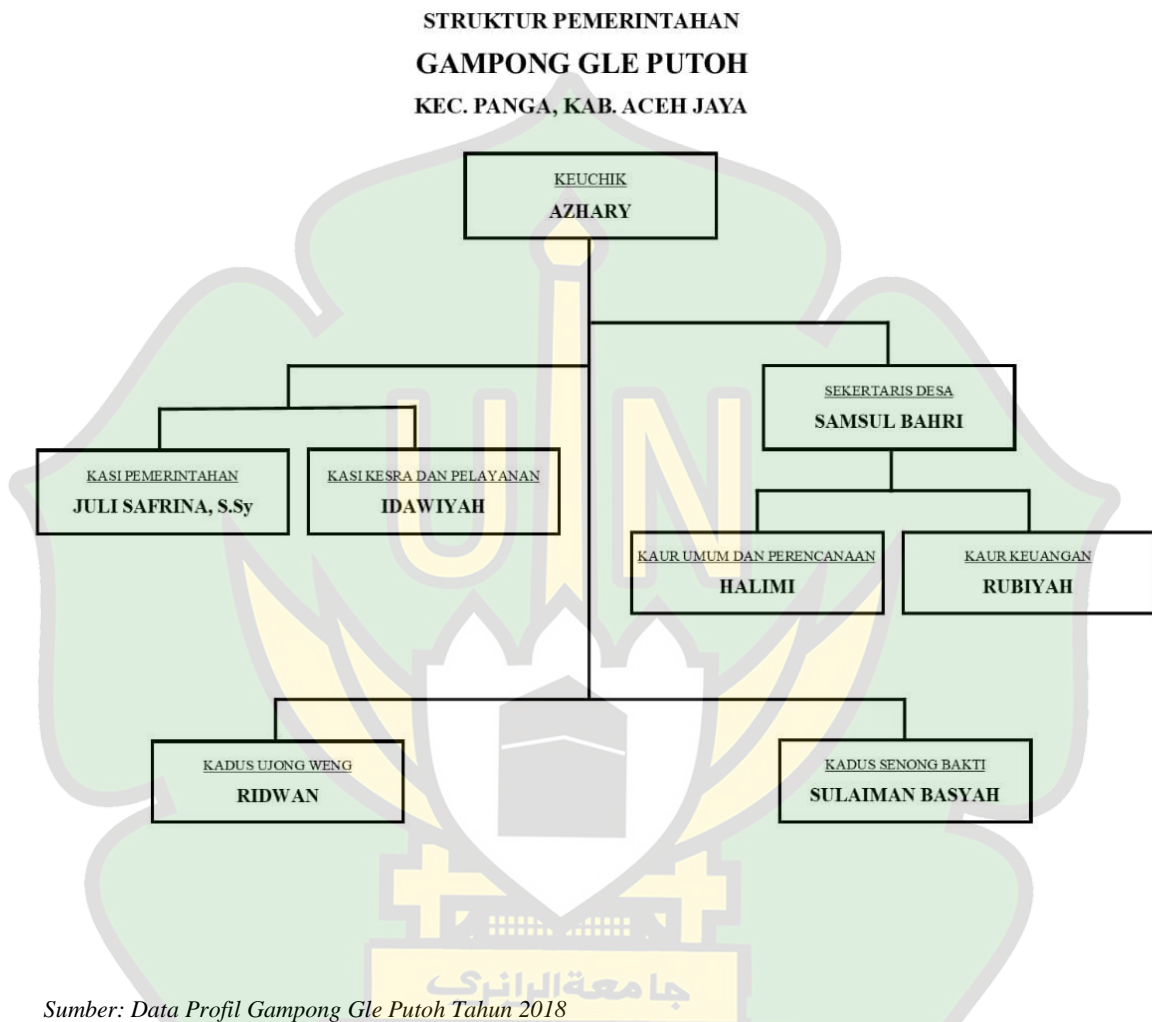 STRUKTUR PEMERINTAHAN
GAMPONG GLE PUTOH
KEC. PANGA, KAB. ACEH JAYA
KEUCHIK
AZHARY
SEKERTARIS DESA
SAMSUL BAHRI
KASI PEMERINTAHAN
JULI SAFRINA, S.Sy
KASI KESRA DAN PELAYANAN
IDAWIYAH
KAUR UMUM DAN PERENCANAAN
HALIMI
KAUR KEUANGAN
RUBIYAH
KADUS UJONG WENG
RIDWAN
KADUS SENONG BAKTI
SULAIMAN BASYAH
UIN
جامعةالرانري
Sumber: Data Profil Gampong Gle Putoh Tahun 2018